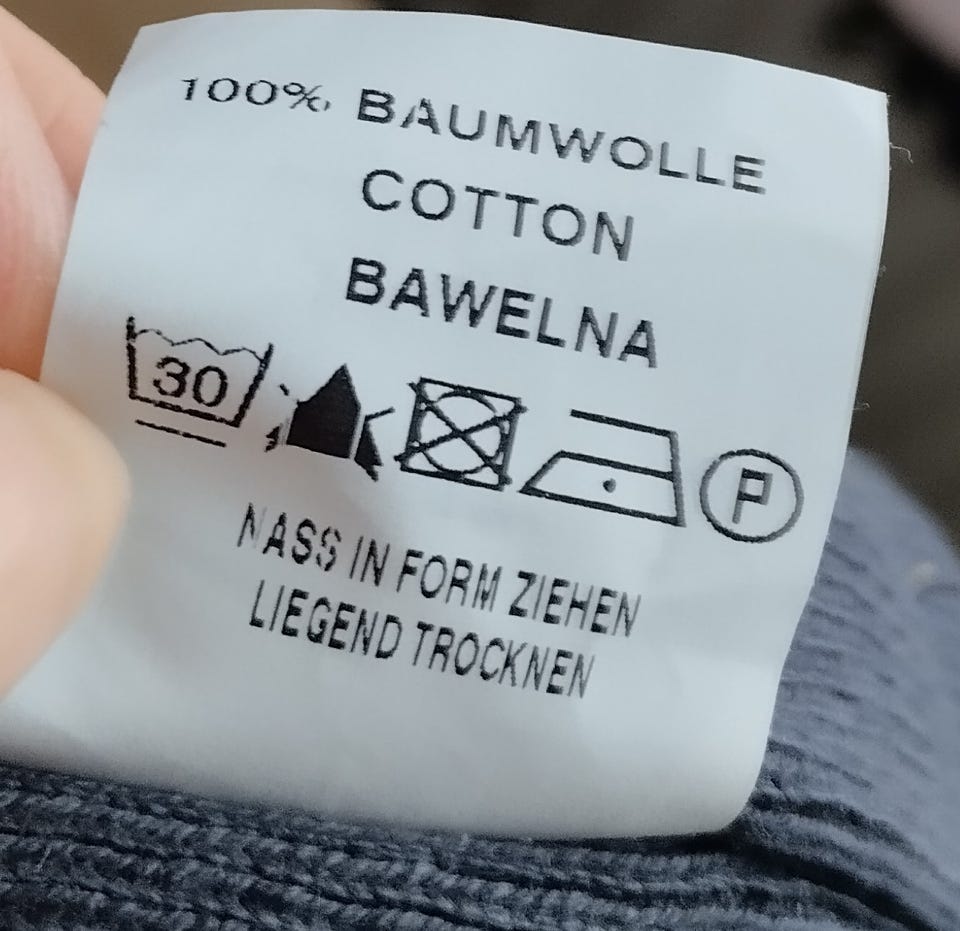 100% BAUMWOLLE
COTTON
BAWELNA
30 P
NASS IN FORM ZIEHEN
LIEGEND TROCKNEN